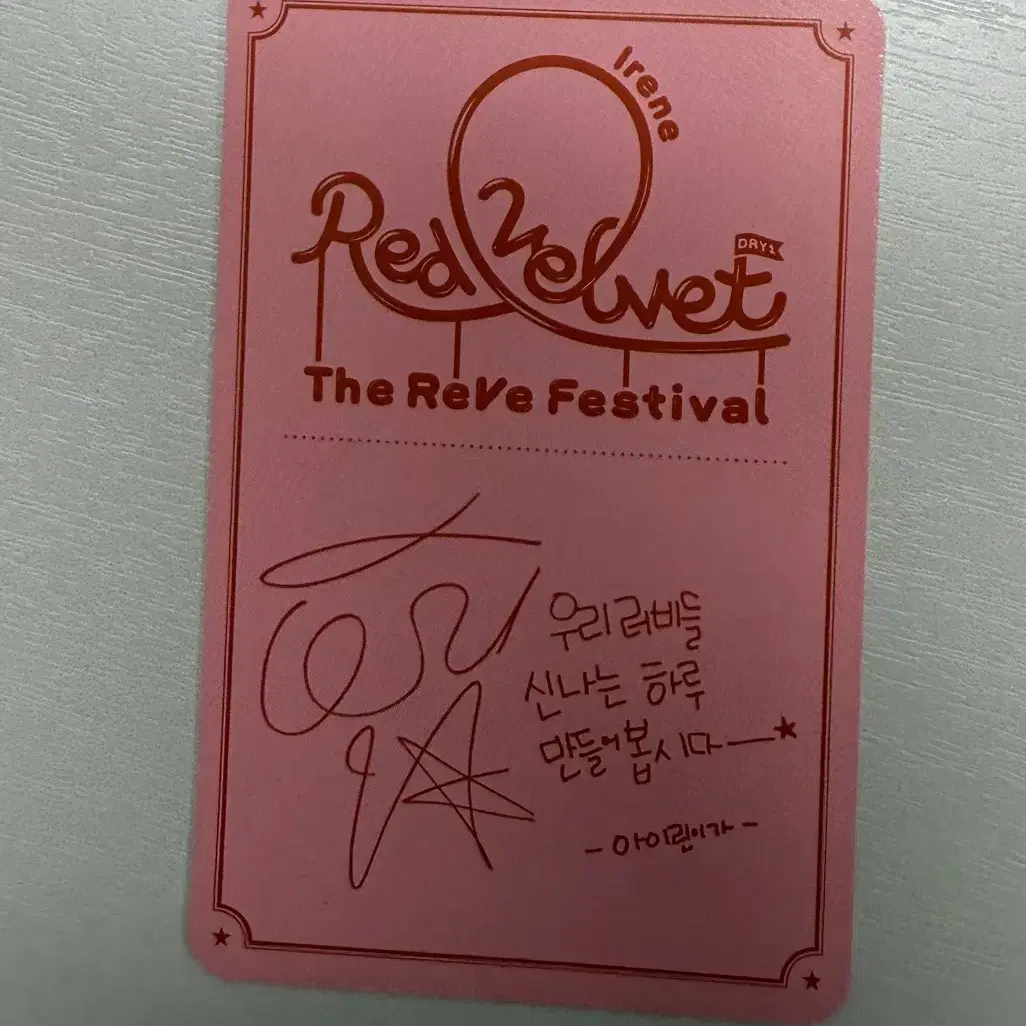 Irene
Red Velvet
DAY1
The ReVe Festival
우리 러비들
신나는 하루
만들어 봅시다
- 아이린이가 -